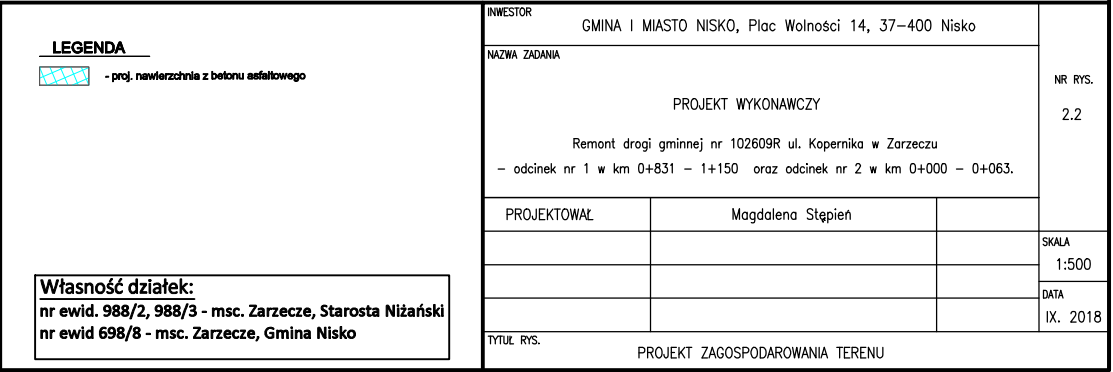 LEGENDA
- proj. nawierzchnia z betonu asfaltowego
Własność działek:
nr ewid. 988/2, 988/3 - msc. Zarzecze, Starosta Niżański
nr ewid 698/8 - msc. Zarzecze, Gmina Nisko
INWESTOR
GMINA I MIASTO NISKO, Plac Wolności 14, 37-400 Nisko
NAZWA ZADANIA
PROJEKT WYKONAWCZY
Remont drogi gminnej nr 102609R ul. Kopernika w Zarzeczu
- odcinek nr 1 w km 0+831 - 1+150 oraz odcinek nr 2 w km 0+000 - 0+063.
NR RYS.
2.2
PROJEKTOWAŁ Magdalena Stępień
SKALA
1:500
DATA
IX. 2018
TYTUŁ RYS.
PROJEKT ZAGOSPODAROWANIA TERENU